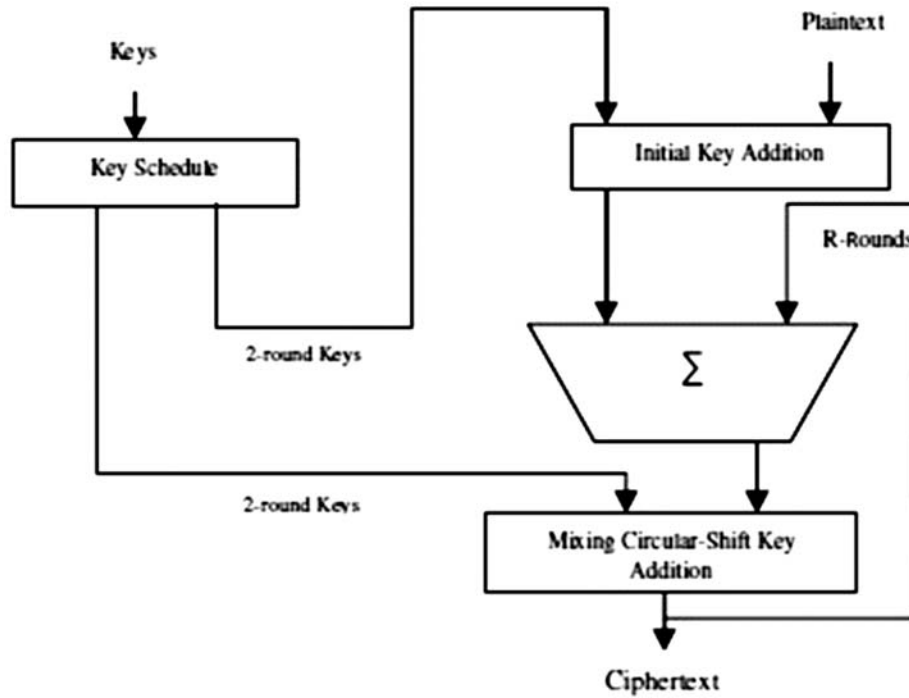 Plaintext
Keys
Initial Key Addition
Key Schedule
R-Rounds
2-round Keys
Σ
2-round Keys
Mixing Circular-Shift Key
Addition
Ciphertext